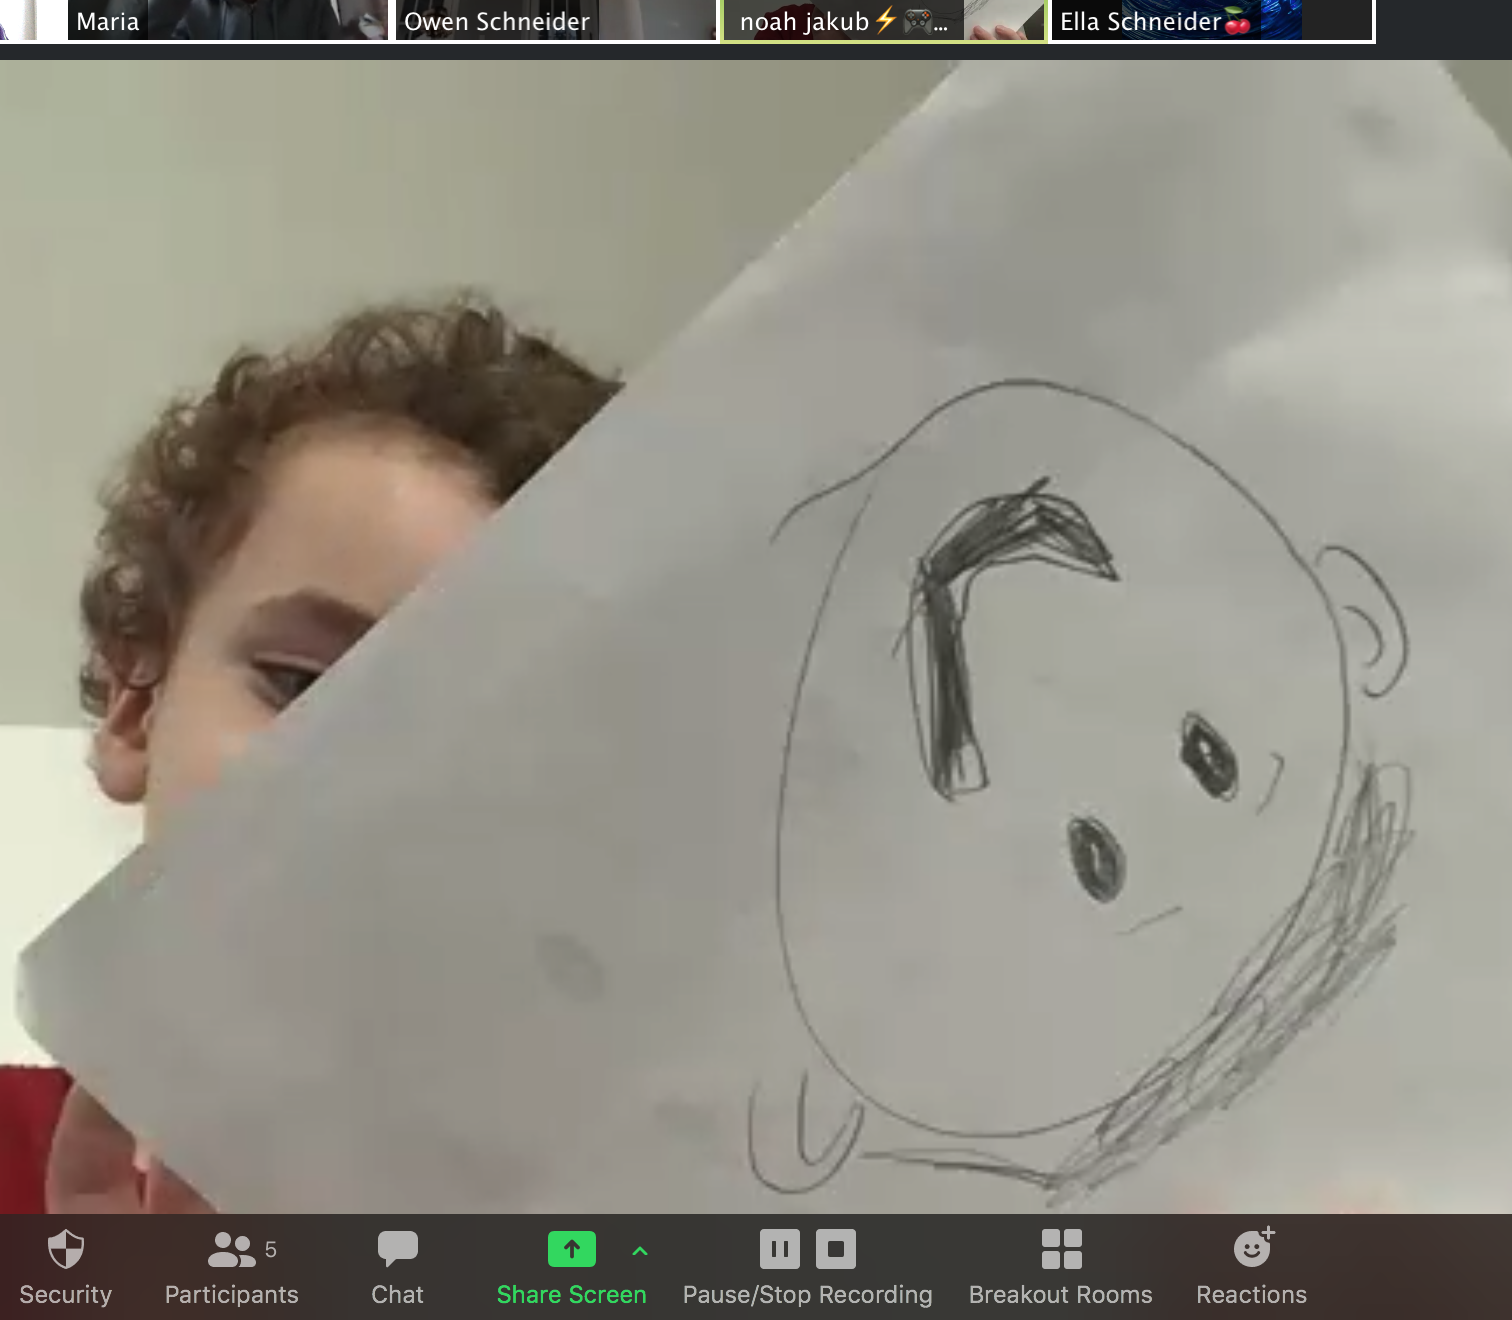 Maria
Owen Schneider
noah jakub⚡🎮...
Ella Schneider🍒
5
Security
Participants
Chat
Share Screen
Pause/Stop Recording
Breakout Rooms
Reactions